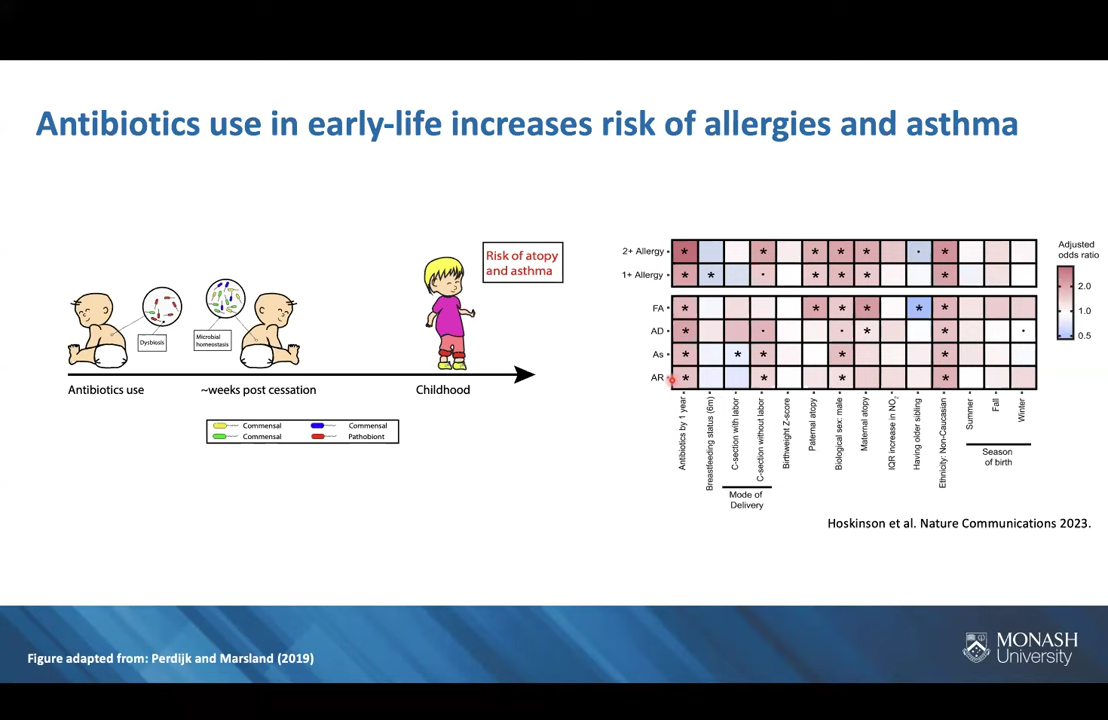 Antibiotics use in early-life increases risk of allergies and asthma
Risk of atopy
and asthma
Dysbiosis
Microbial
homeostasis
Antibiotics use
~weeks post cessation
Childhood
Commensal
Commensal
Commensal
Pathobiont
2+ Allergy
1+ Allergy
FA
AD
As
AR
Antibiotics by 1 year
Breastfeeding status (6m)
C-section with labor
C-section without labor
Birthweight Z-score
Paternal atopy
Biological sex: male
Maternal atopy
IQR increase in NO₂
Having older sibling
Ethnicity: Non-Caucasian
Summer
Fall
Winter
Mode of
Delivery
Season
of birth
Adjusted
odds ratio
2.0
1.0
0.5
Hoskinson et al. Nature Communications 2023.
Figure adapted from: Perdijk and Marsland (2019)
MONASH
University